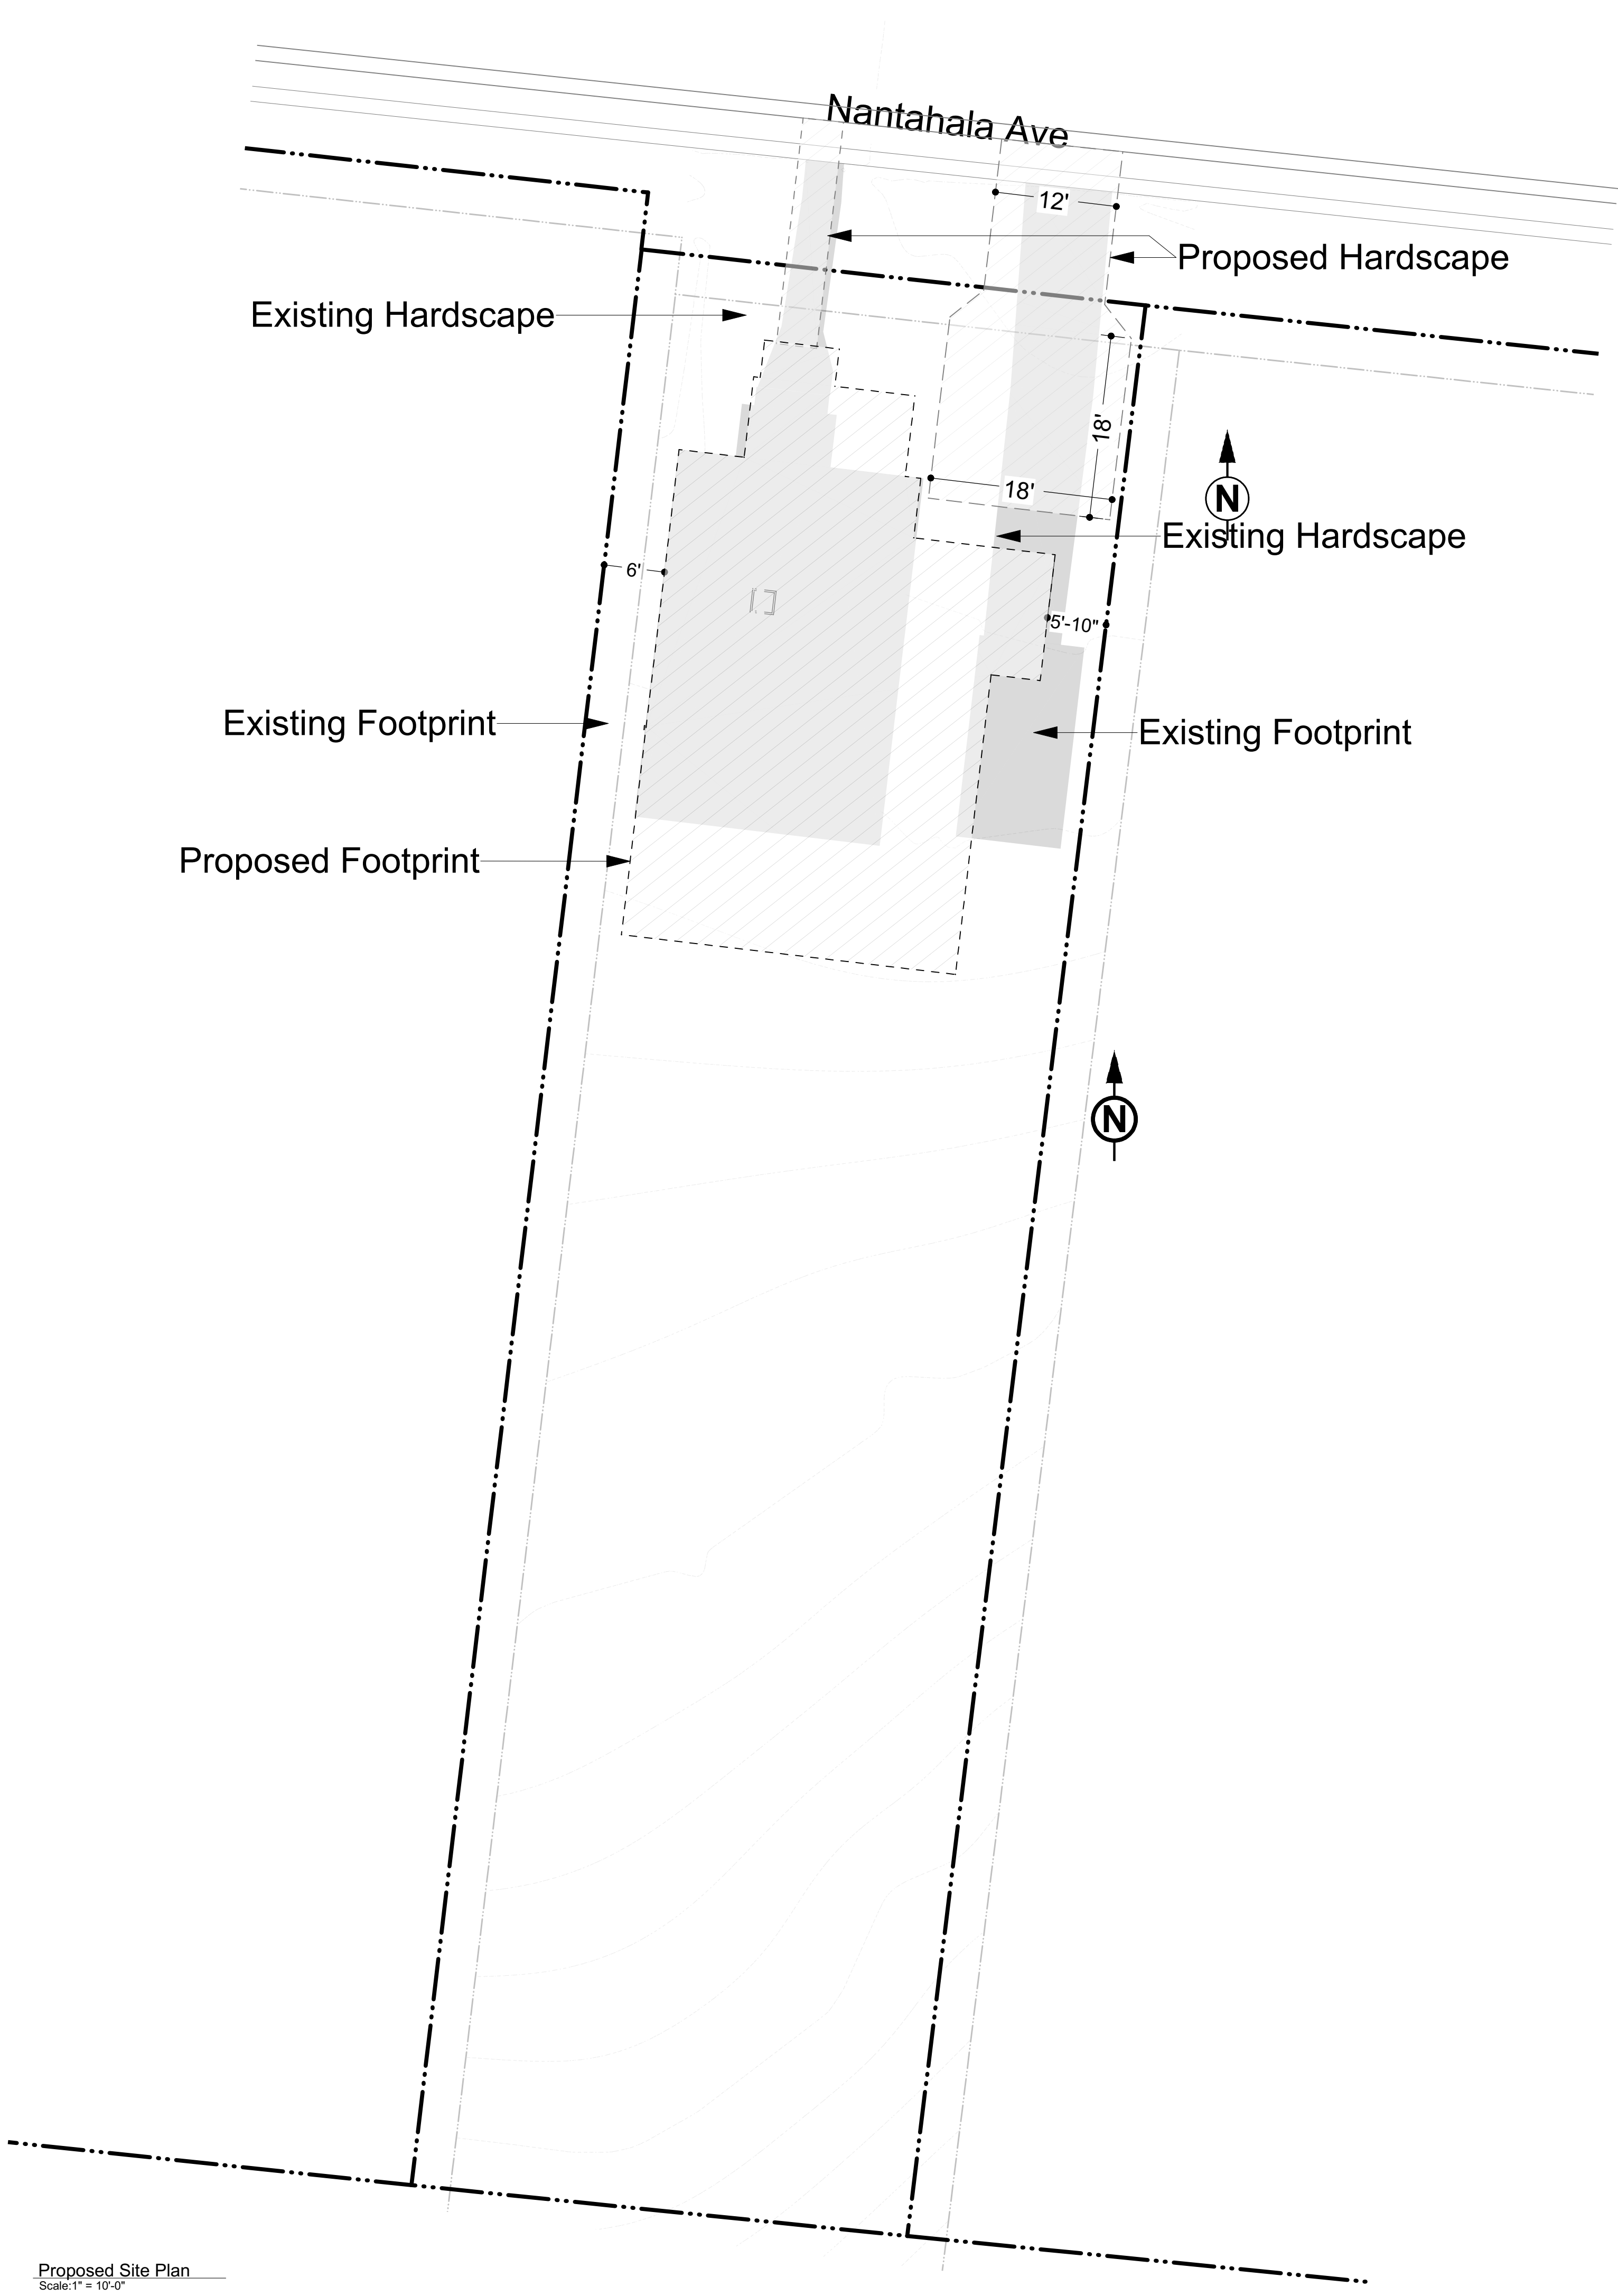 Nantahala Ave
12'
Proposed Hardscape
Existing Hardscape
18'
18'
N
Existing Hardscape
6'
5'-10"
Existing Footprint
Existing Footprint
Proposed Footprint
N
Proposed Site Plan
Scale:1" = 10'-0"